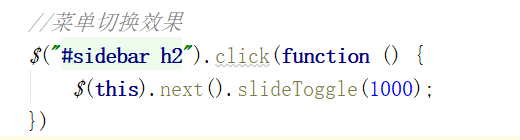 //菜单切换效果
$("#sidebar h2").click(function () {
    $(this).next().slideToggle(1000);
})